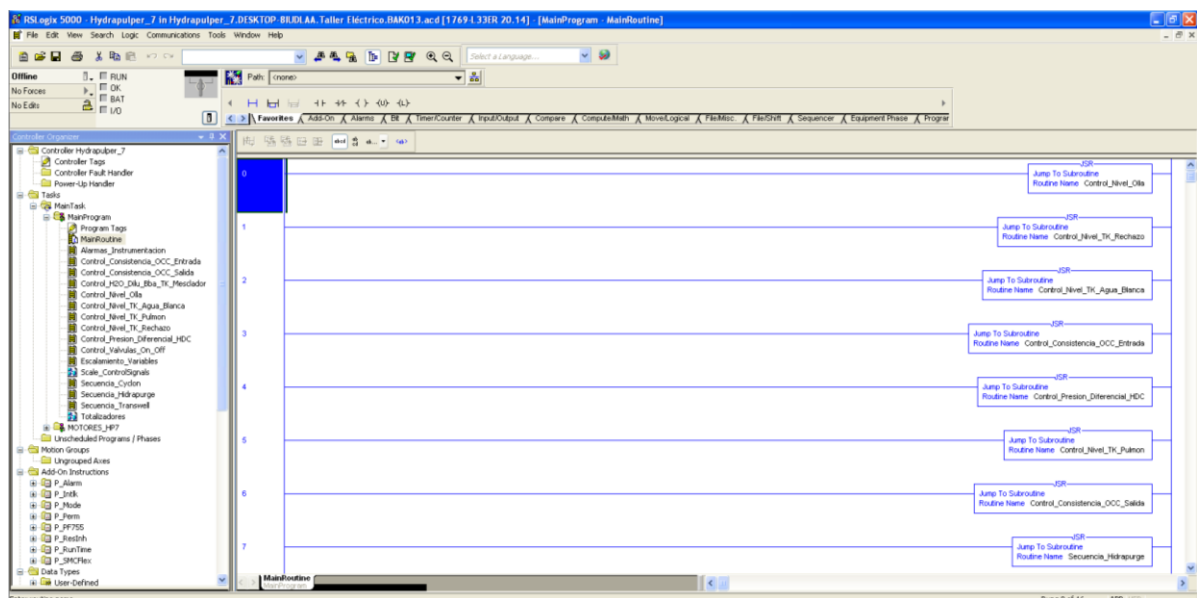 RSLogix 5000 - Hydrapulper_7 in Hydrapulper_7.DESKTOP-BIUDLAA.Taller Eléctrico.BAK013.acd [1769-L33ER 20.14] - [MainProgram - MainRoutine]
File Edit View Search Logic Communications Tools Window Help
Select a Language...
Offline RUN
No Forces OK
No Edits BAT
I/O
Path: <none>
Favorites Add-On Alarms Bit Timer/Counter Input/Output Compare Compute/Math Move/Logical File/Misc. File/Shift Sequencer Equipment Phase Program
Controller Organizer
Controller Hydrapulper_7
Controller Tags
Controller Fault Handler
Power-Up Handler
Tasks
MainTask
MainProgram
Program Tags
MainRoutine
Alarmas_Instrumentacion
Control_Consistencia_OCC_Entrada
Control_Consistencia_OCC_Salida
Control_H2O_Dilu_Bba_TK_Mesclador
Control_Nivel_Olla
Control_Nivel_TK_Agua_Blanca
Control_Nivel_TK_Pulmon
Control_Nivel_TK_Rechazo
Control_Presion_Diferencial_HDC
Control_Valvulas_On_Off
Escalamiento_Variables
Scale_ControlSignals
Secuencia_Cyclon
Secuencia_Hidrapurge
Secuencia_Transwell
Totalizadores
MOTORES_HP7
Unscheduled Programs / Phases
Motion Groups
Ungrouped Axes
Add-On Instructions
P_Alarm
P_Intlk
P_Mode
P_Perm
P_PF755
P_ResInh
P_RunTime
P_SMCFlex
Data Types
User-Defined
0
JSR
Jump To Subroutine
Routine Name Control_Nivel_Olla
1
JSR
Jump To Subroutine
Routine Name Control_Nivel_TK_Rechazo
2
JSR
Jump To Subroutine
Routine Name Control_Nivel_TK_Agua_Blanca
3
JSR
Jump To Subroutine
Routine Name Control_Consistencia_OCC_Entrada
4
JSR
Jump To Subroutine
Routine Name Control_Presion_Diferencial_HDC
5
JSR
Jump To Subroutine
Routine Name Control_Nivel_TK_Pulmon
6
JSR
Jump To Subroutine
Routine Name Control_Consistencia_OCC_Salida
7
JSR
Jump To Subroutine
Routine Name Secuencia_Hidrapurge
MainRoutine
MainProgram